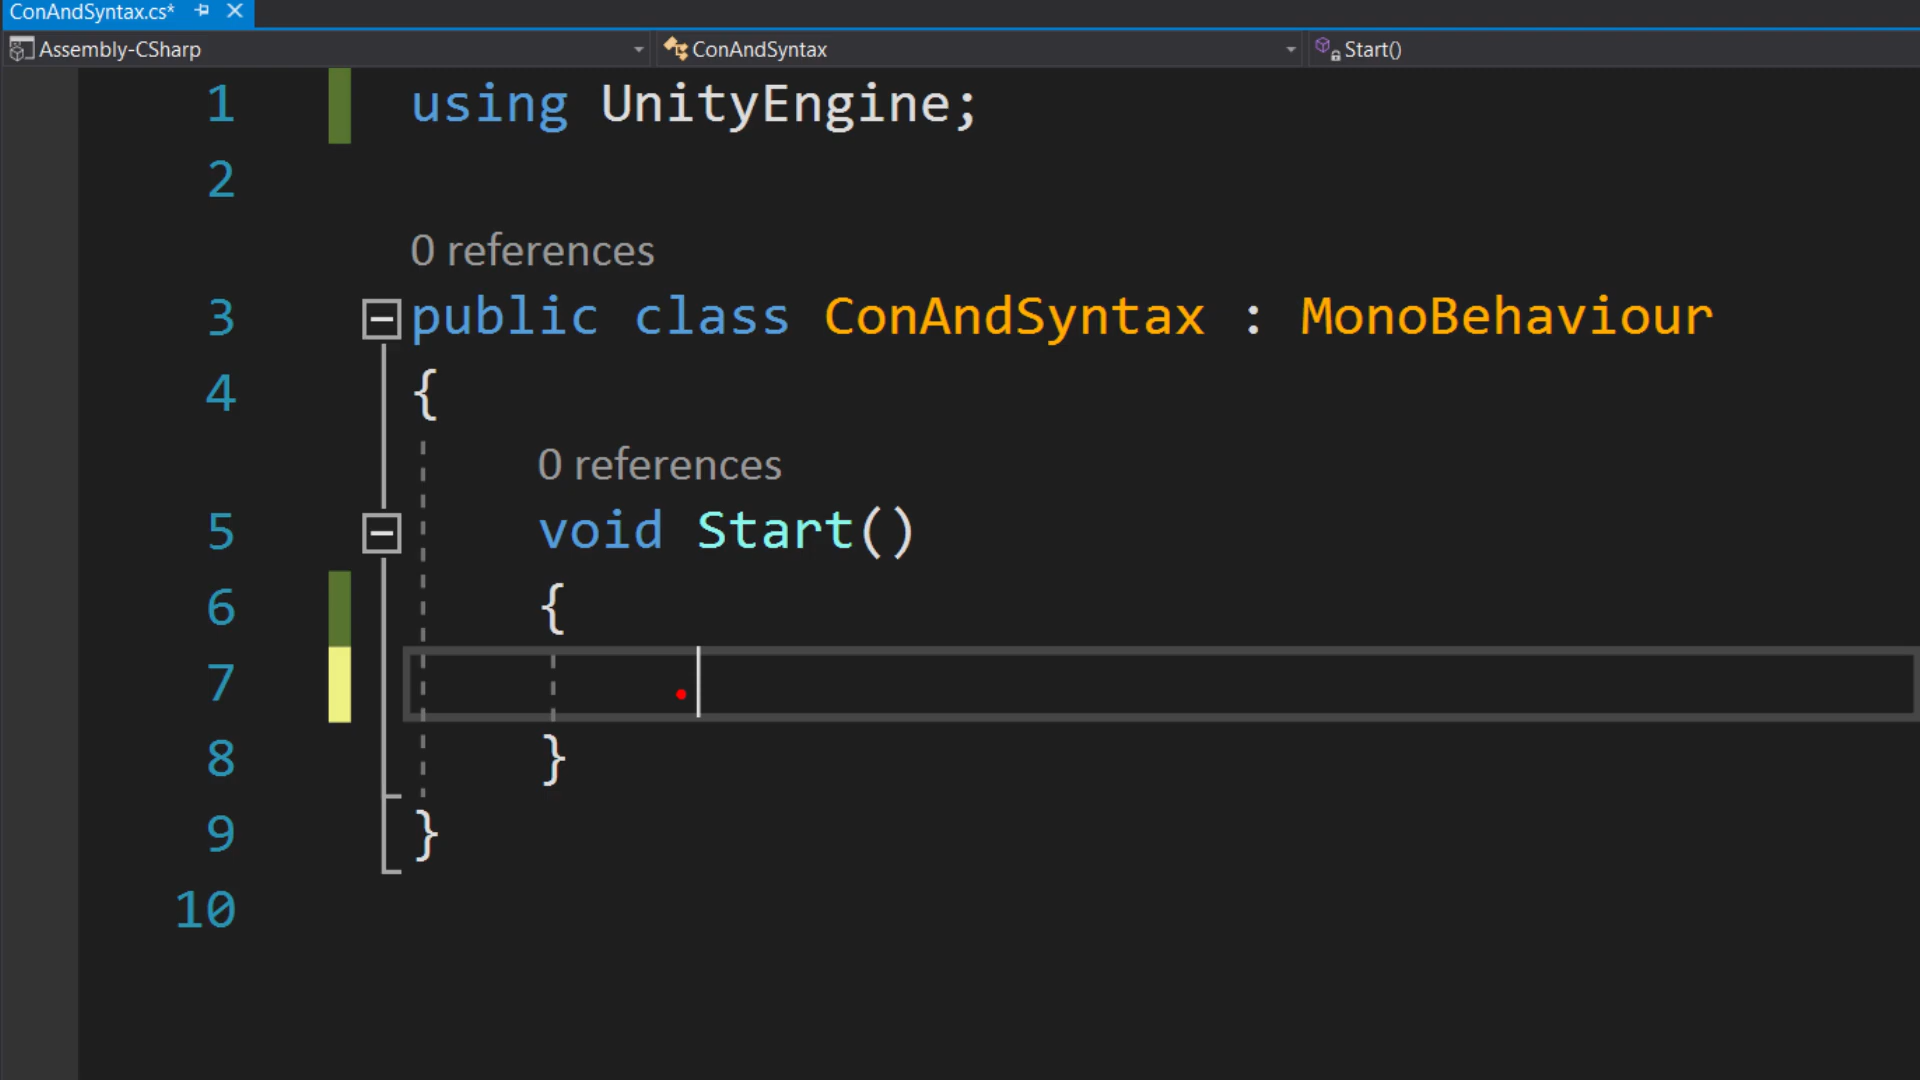 ConAndSyntax.cs*
Assembly-CSharp ConAndSyntax Start()
1 using UnityEngine;
2
0 references
3 public class ConAndSyntax : MonoBehaviour
4 {
0 references
5 void Start()
6 {
7
8 }
9 }
10